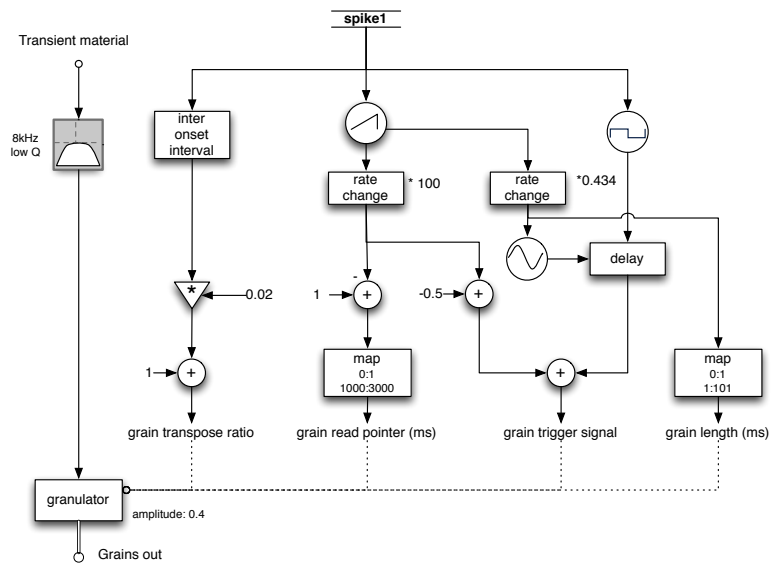 spike1
Transient material
8kHz
low Q
inter
onset
interval
rate
change
* 100
rate
change
*0.434
delay
*
0.02
-
1
+
-0.5
+
1
+
map
0:1
1000:3000
+
map
0:1
1:101
grain transpose ratio
grain read pointer (ms)
grain trigger signal
grain length (ms)
granulator
amplitude: 0.4
Grains out